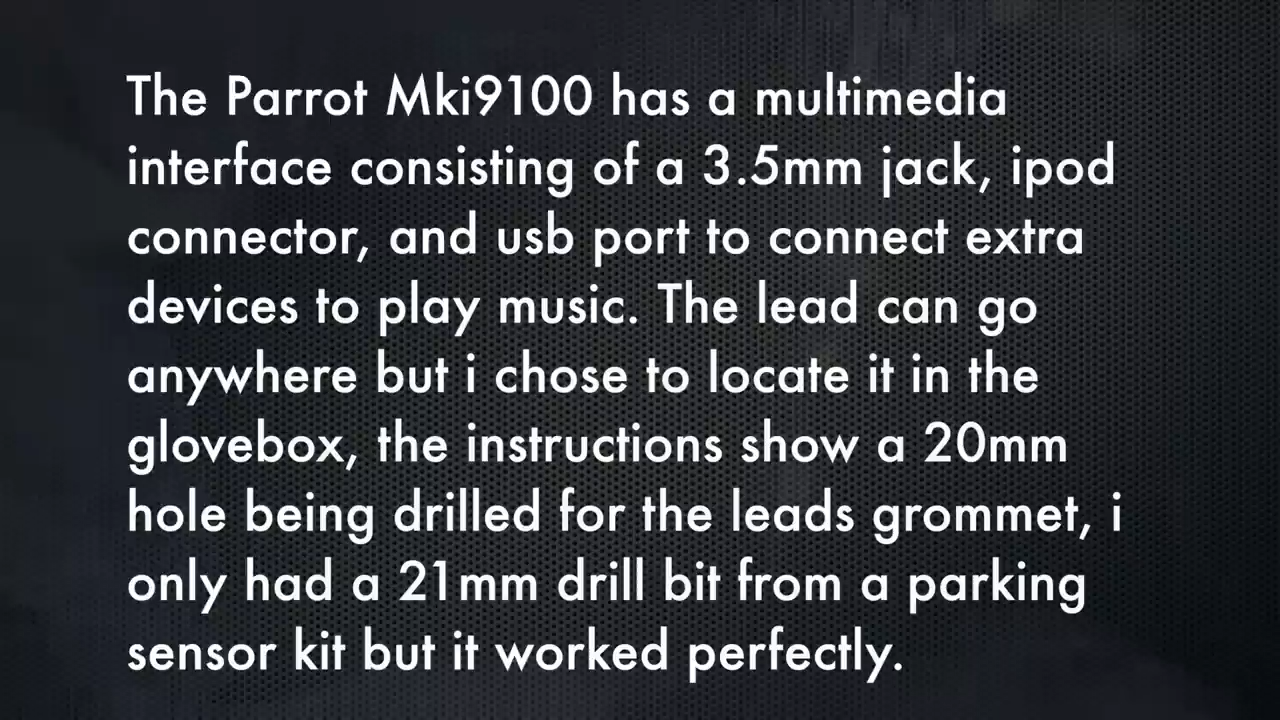 The Parrot Mki9100 has a multimedia
interface consisting of a 3.5mm jack, ipod
connector, and usb port to connect extra
devices to play music. The lead can go
anywhere but i chose to locate it in the
glovebox, the instructions show a 20mm
hole being drilled for the leads grommet, i
only had a 21mm drill bit from a parking
sensor kit but it worked perfectly.